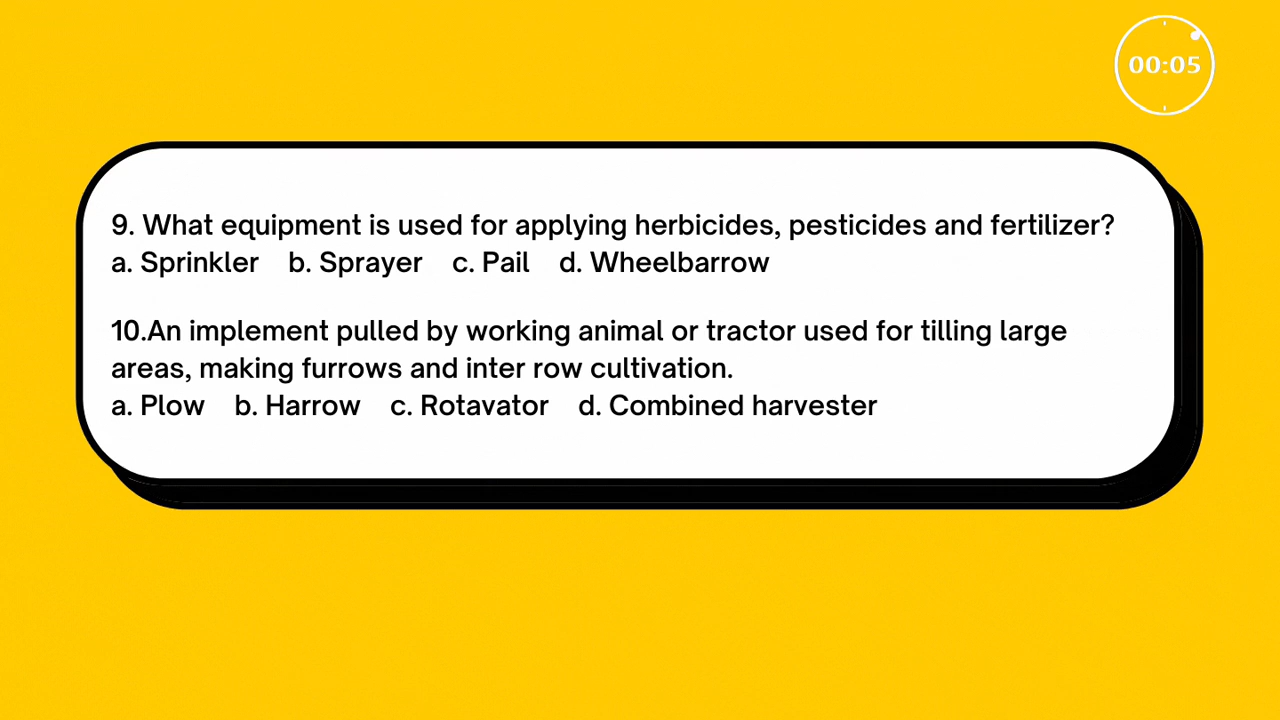 00:05
9. What equipment is used for applying herbicides, pesticides and fertilizer?
a. Sprinkler b. Sprayer c. Pail d. Wheelbarrow
10.An implement pulled by working animal or tractor used for tilling large
areas, making furrows and inter row cultivation.
a. Plow b. Harrow c. Rotavator d. Combined harvester